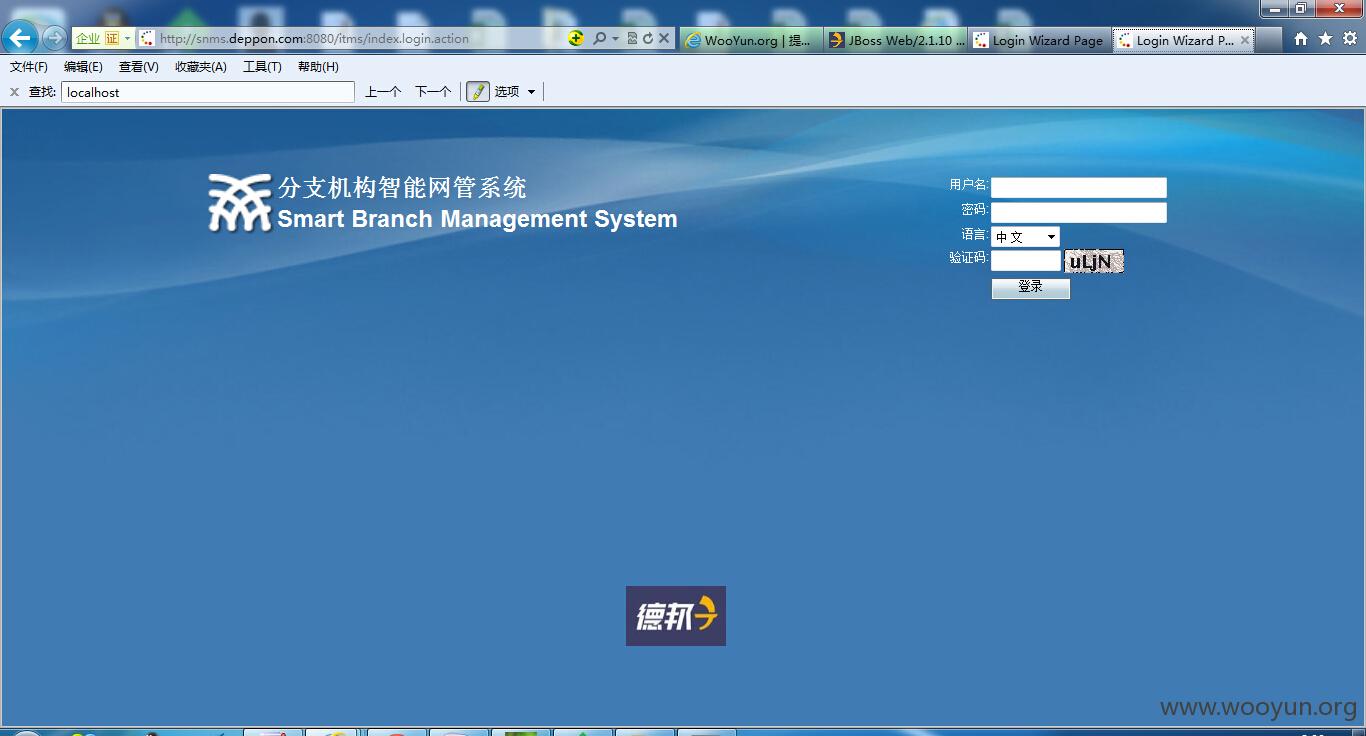 企业 证 http://snms.deppon.com:8080/itms/index.login.action
WooYun.org | 提...
JBoss Web/2.1.10 ...
Login Wizard Page
Login Wizard P...
文件(F) 编辑(E) 查看(V) 收藏夹(A) 工具(T) 帮助(H)
查找: localhost 上一个 下一个 选项
分支机构智能网管系统
Smart Branch Management System
用户名:
密码:
语言: 中文
验证码: uLjN
登录
德邦
www.wooyun.org